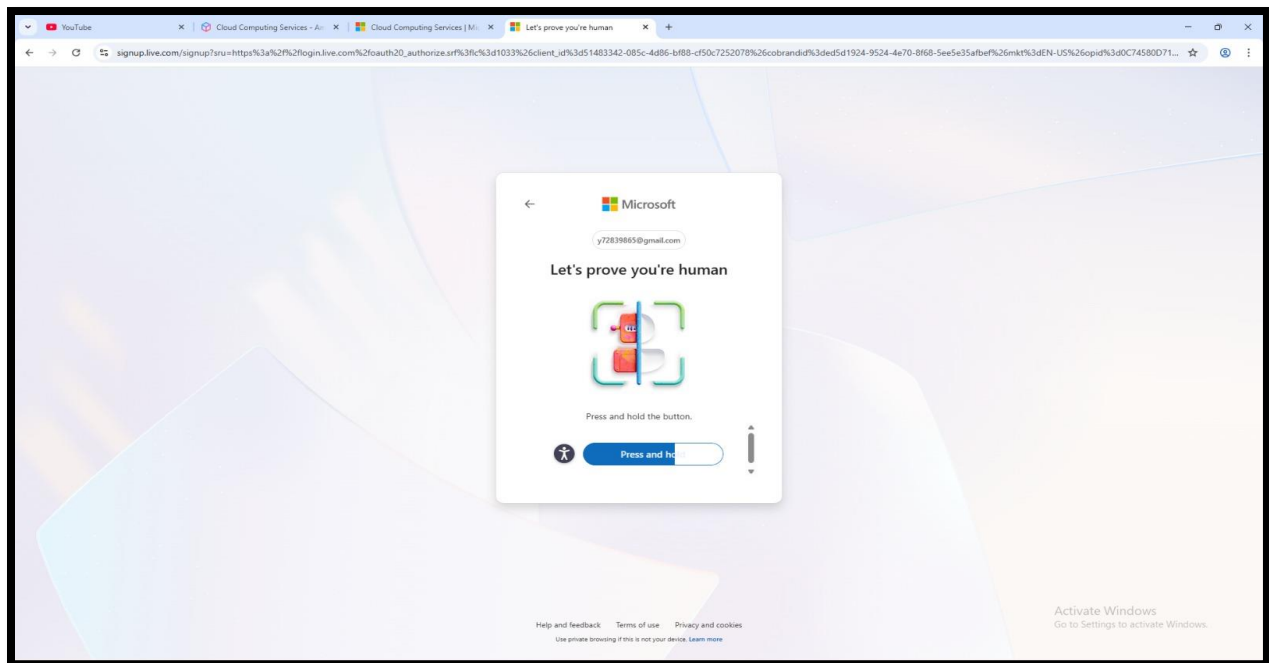 YouTube
Cloud Computing Services - Az
Cloud Computing Services | Mic
Let's prove you're human
signup.live.com/signup?sru=https%3a%2f%2flogin.live.com%2foauth20_authorize.srf%3flc%3d1033%26client_id%3d51483342-085c-4d86-bf88-cf50c7252078%26cobrandid%3ded5d1924-9524-4e70-8f68-5ee5e35afbef%26mkt%3dEN-US%26opid%3d0C74580D71...
Microsoft
y72839865@gmail.com
Let's prove you're human
Press and hold the button.
Press and ho
Help and feedback Terms of use Privacy and cookies
Use private browsing if this is not your device. Learn more
Activate Windows
Go to Settings to activate Windows.